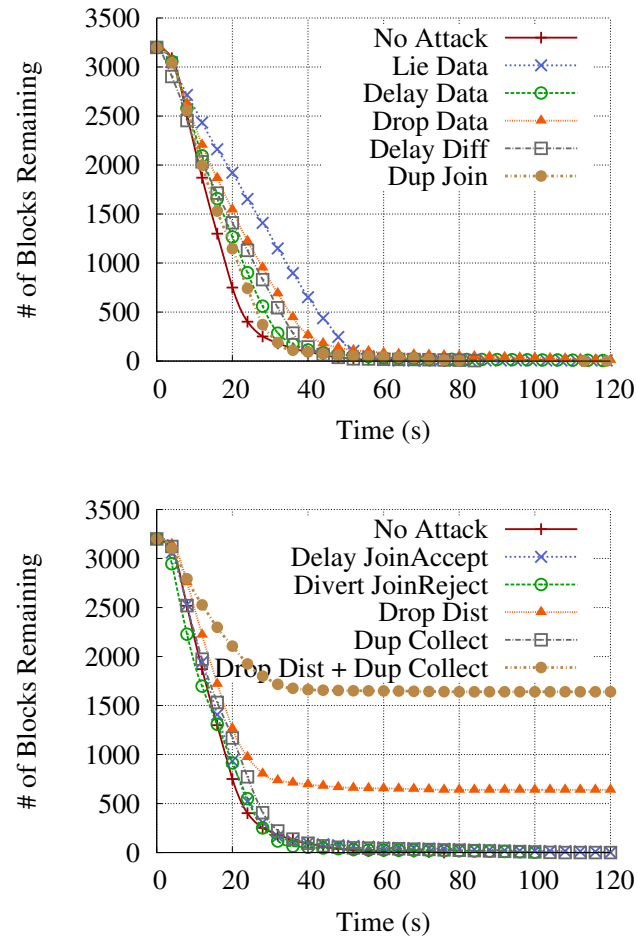 3500
3000
2500
2000
1500
1000
500
0
# of Blocks Remaining
No Attack
Lie Data
Delay Data
Drop Data
Delay Diff
Dup Join
0 20 40 60 80 100 120
Time (s)
3500
3000
2500
2000
1500
1000
500
0
# of Blocks Remaining
No Attack
Delay JoinAccept
Divert JoinReject
Drop Dist
Dup Collect
Drop Dist + Dup Collect
0 20 40 60 80 100 120
Time (s)